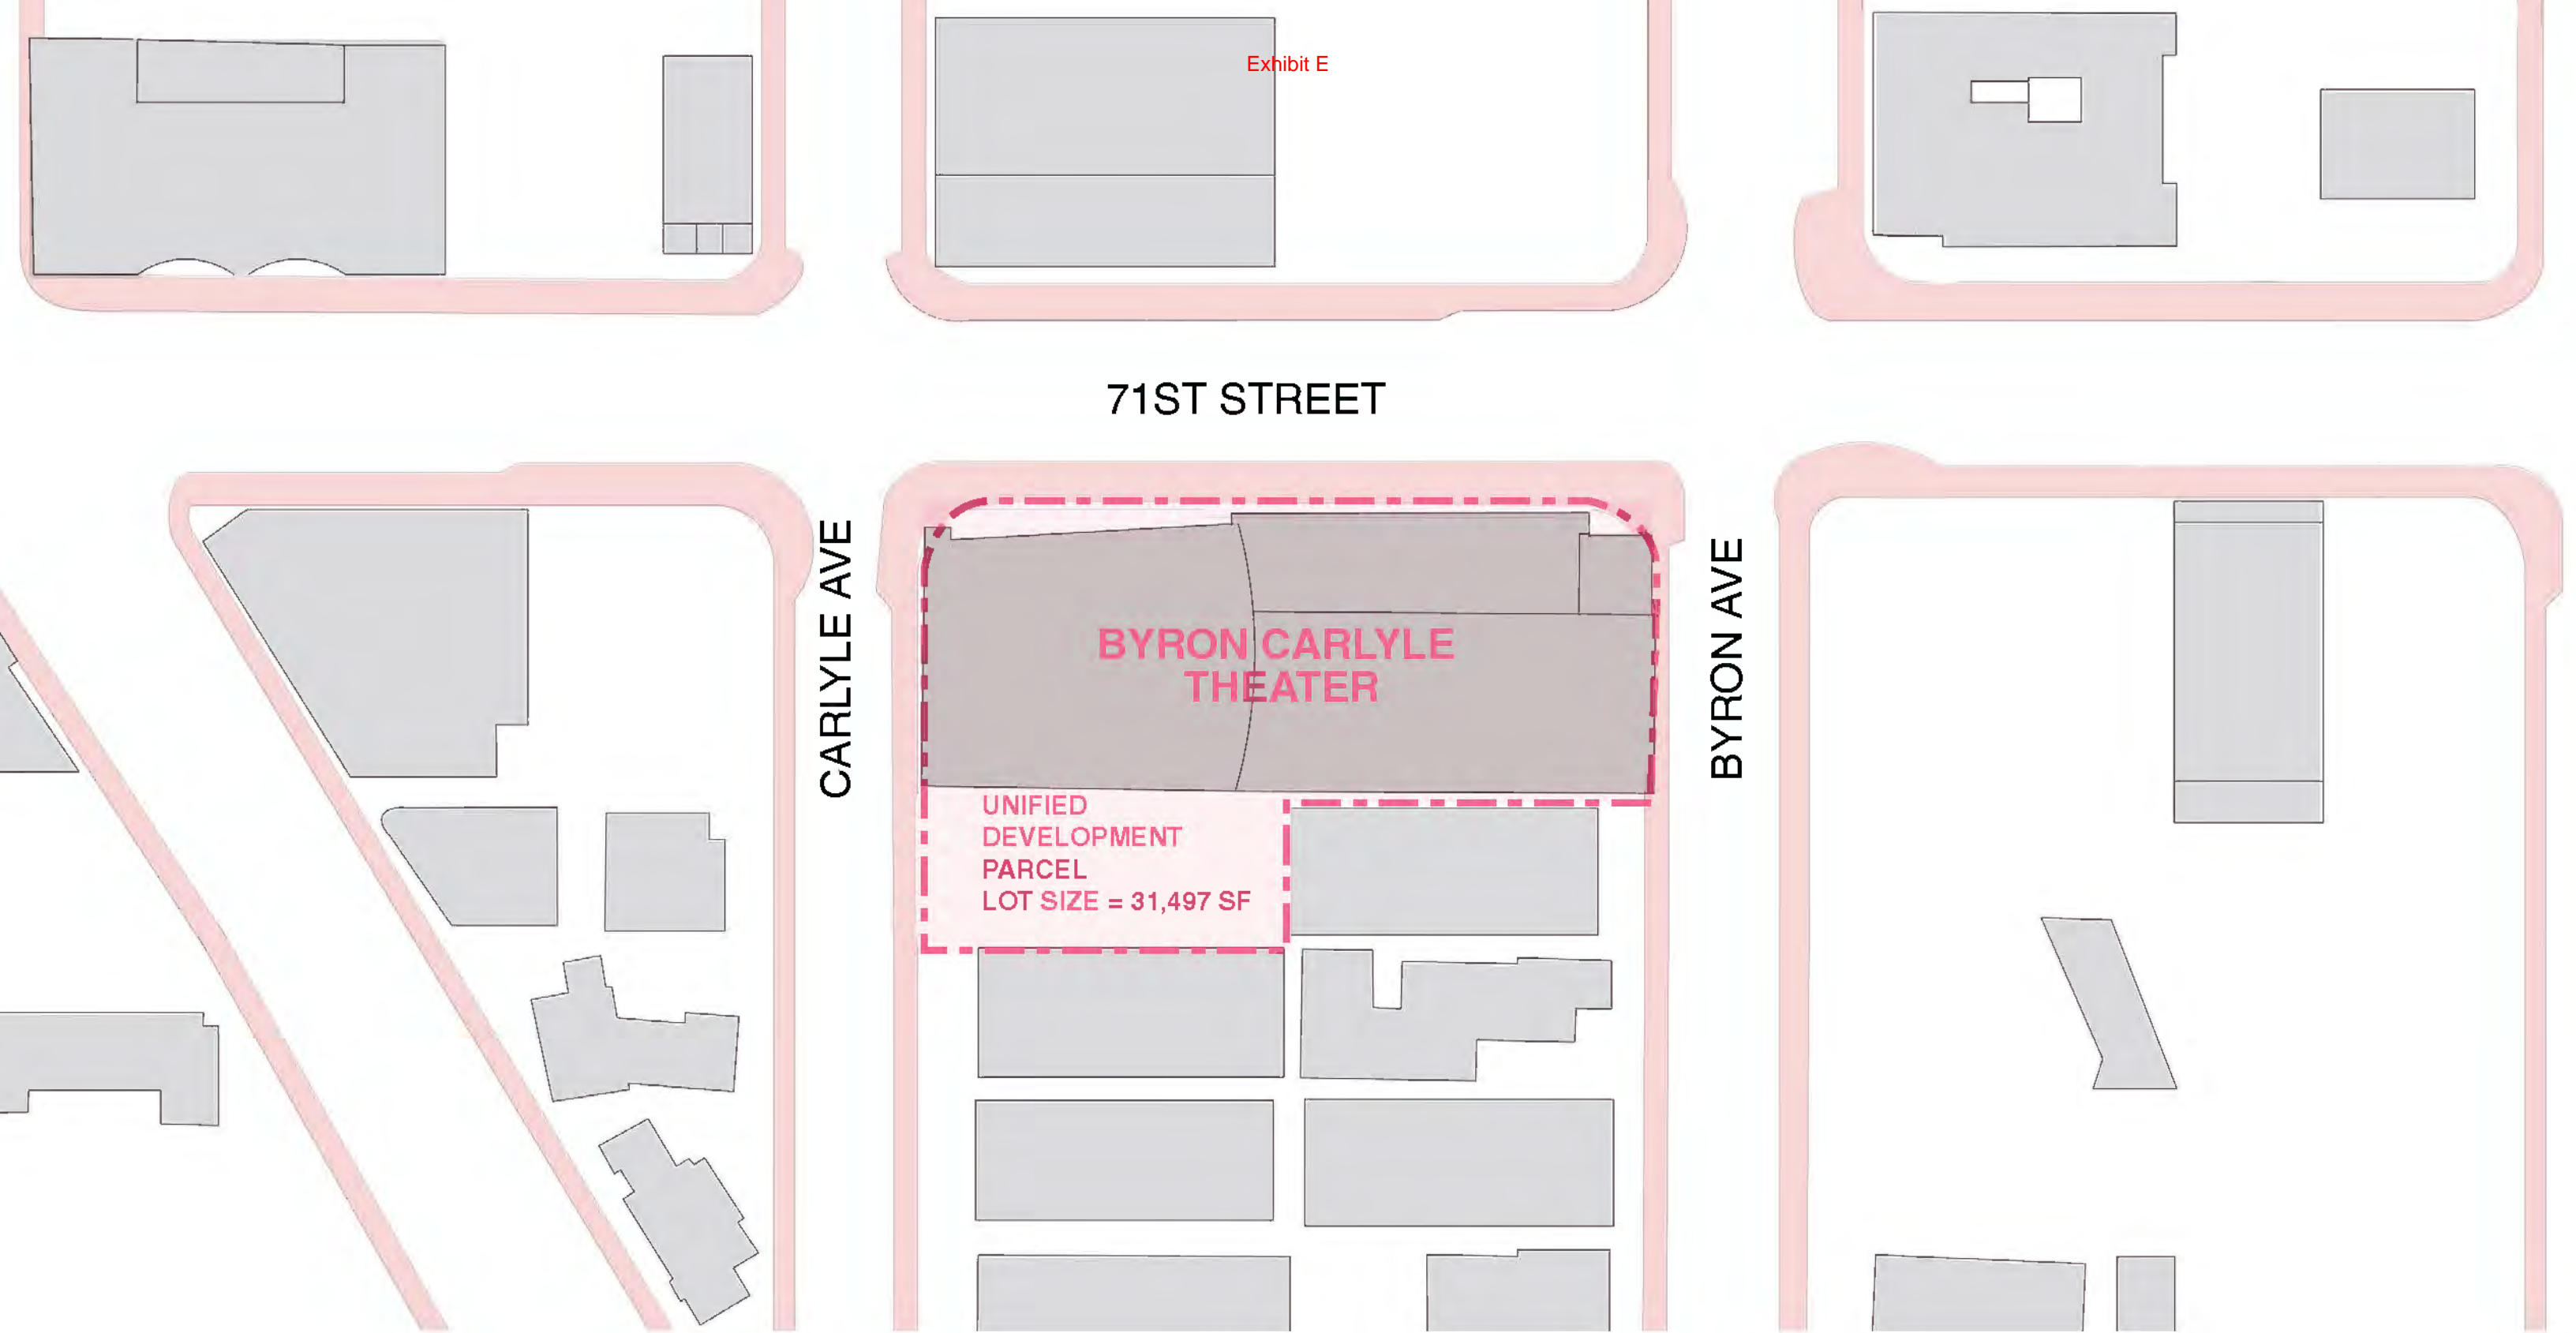 Exhibit E
71ST STREET
CARLYLE AVE
BYRON AVE
BYRON CARLYLE
THEATER
UNIFIED
DEVELOPMENT
PARCEL
LOT SIZE = 31,497 SF